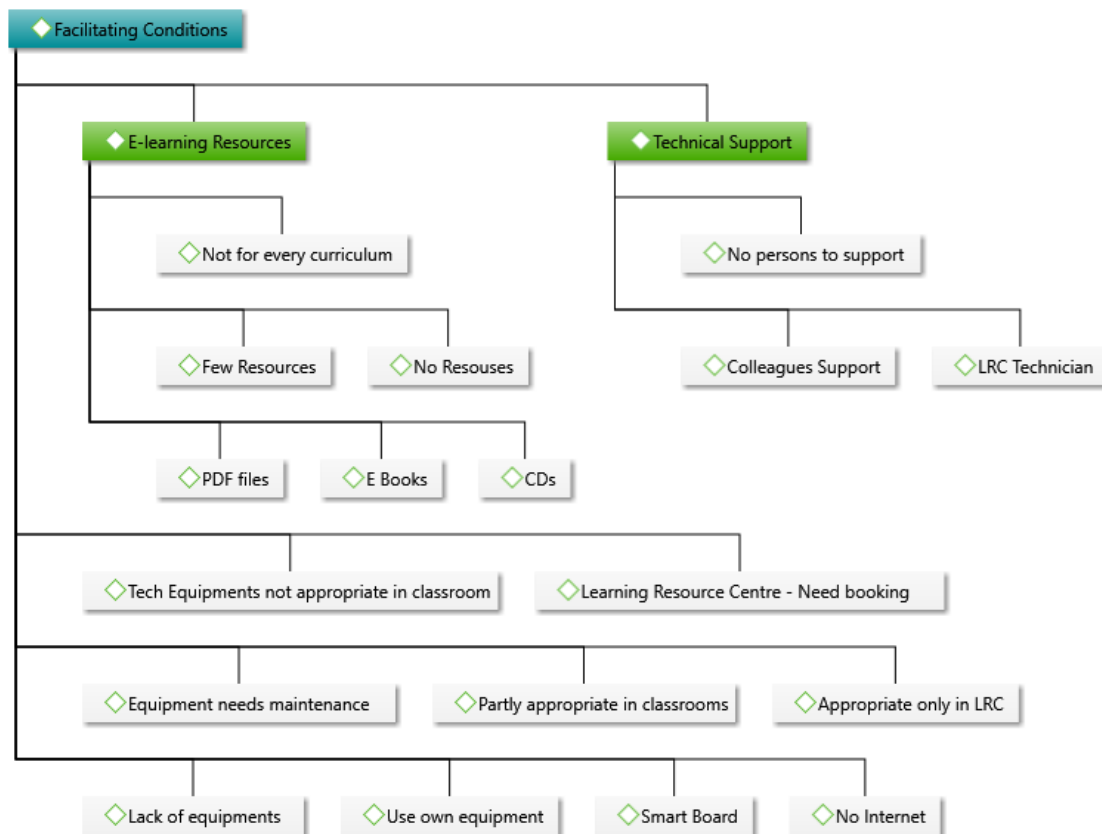 Facilitating Conditions
E-learning Resources
Technical Support
Not for every curriculum
No persons to support
Few Resources
No Resouses
Colleagues Support
LRC Technician
PDF files
E Books
CDs
Tech Equipments not appropriate in classroom
Learning Resource Centre - Need booking
Equipment needs maintenance
Partly appropriate in classrooms
Appropriate only in LRC
Lack of equipments
Use own equipment
Smart Board
No Internet